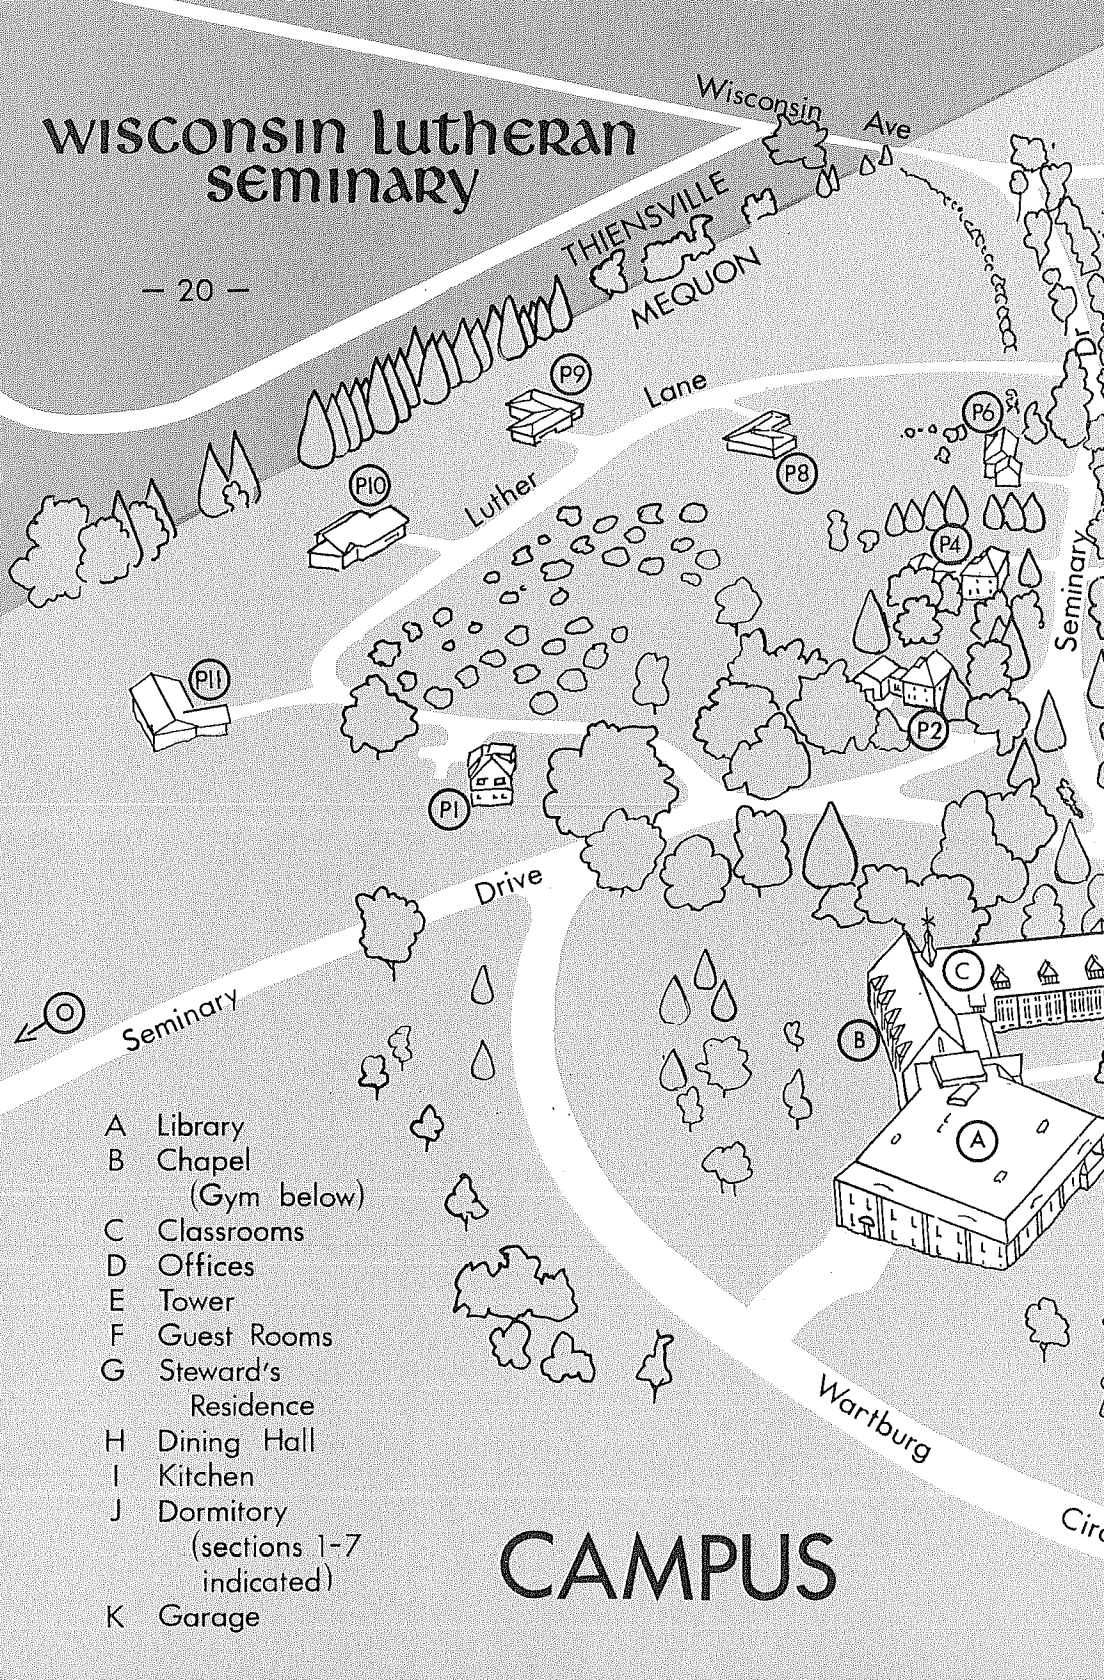 WISCONSIN LUTHERAN
SEMINARY
– 20 –
Wisconsin Ave
THIENSVILLE
MEQUON
P9
Lane
P8
P6
Dr
P10
Luther
P4
Seminary
P11
P2
P1
Drive
Seminary
O
C
B
A
A Library
B Chapel
(Gym below)
C Classrooms
D Offices
E Tower
F Guest Rooms
G Steward's
Residence
H Dining Hall
I Kitchen
J Dormitory
(sections 1-7
indicated)
K Garage
Wartburg
Circ
CAMPUS